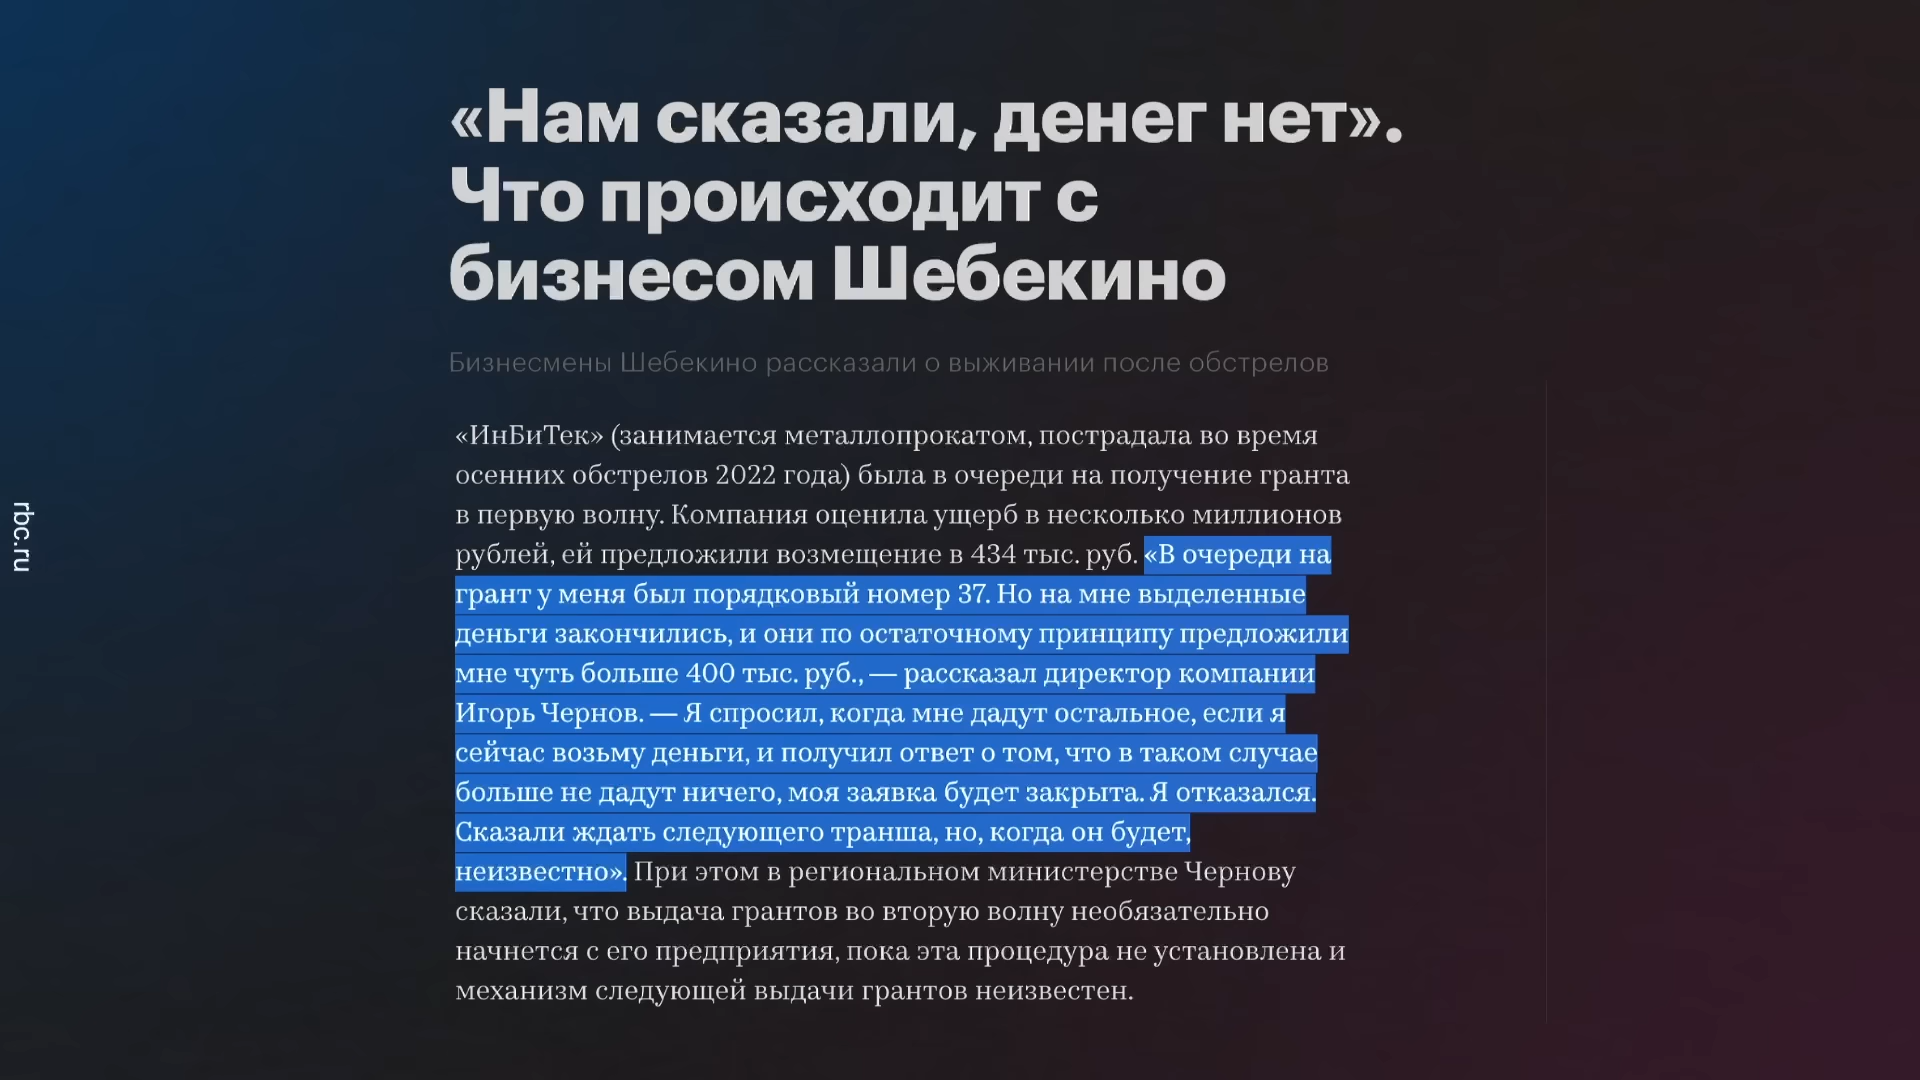 «Нам сказали, денег нет».
Что происходит с
бизнесом Шебекино
Бизнесмены Шебекино рассказали о выживании после обстрелов
«ИнБиТек» (занимается металлопрокатом, пострадала во время
осенних обстрелов 2022 года) была в очереди на получение гранта
в первую волну. Компания оценила ущерб в несколько миллионов
рублей, ей предложили возмещение в 434 тыс. руб. «В очереди на
грант у меня был порядковый номер 37. Но на мне выделенные
деньги закончились, и они по остаточному принципу предложили
мне чуть больше 400 тыс. руб., — рассказал директор компании
Игорь Чернов. — Я спросил, когда мне дадут остальное, если я
сейчас возьму деньги, и получил ответ о том, что в таком случае
больше не дадут ничего, моя заявка будет закрыта. Я отказался.
Сказали ждать следующего транша, но, когда он будет,
неизвестно». При этом в региональном министерстве Чернову
сказали, что выдача грантов во вторую волну необязательно
начнется с его предприятия, пока эта процедура не установлена и
механизм следующей выдачи грантов неизвестен.
rbc.ru